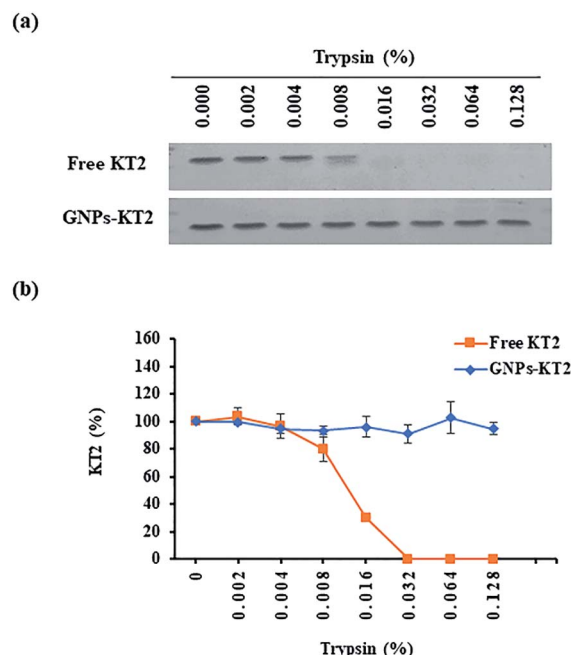 (a)
Trypsin (%)
0.000 0.002 0.004 0.008 0.016 0.032 0.064 0.128
Free KT2
GNPs-KT2
(b)
Free KT2
GNPs-KT2
160
140
120
100
80
60
40
20
0
KT2 (%)
0 0.002 0.004 0.008 0.016 0.032 0.064 0.128
Trypsin (%)